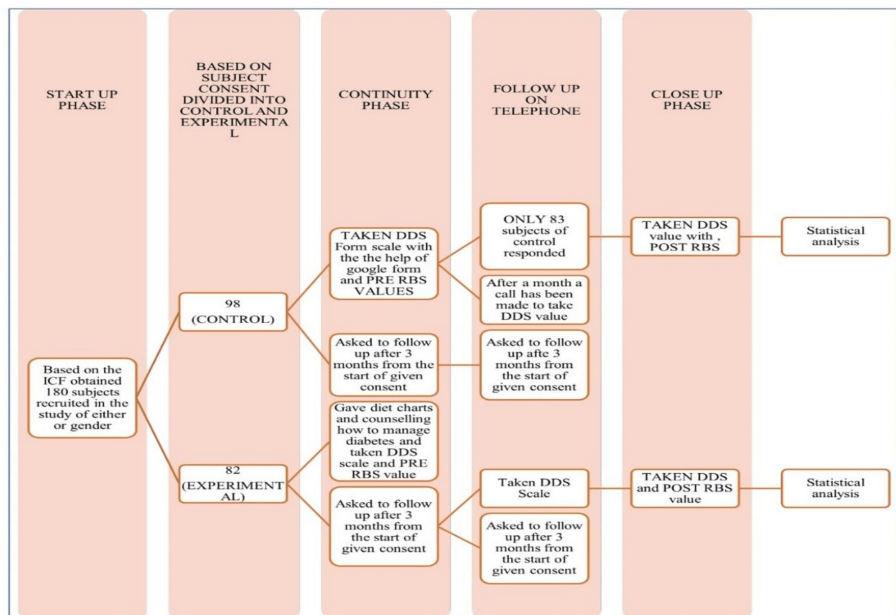 START UP
PHASE
BASED ON
SUBJECT
CONSENT
DIVIDED INTO
CONTROL AND
EXPERIMENTA
L
CONTINUITY
PHASE
FOLLOW UP
ON
TELEPHONE
CLOSE UP
PHASE
Based on the
ICF obtained
180 subjects
recruited in the
study of either
or gender
98
(CONTROL)
TAKEN DDS
Form scale with
the the help of
google form
and PRE RBS
VALUES
ONLY 83
subjects of
control
responded
TAKEN DDS
value with ,
POST RBS
Statistical
analysis
After a month a
call has been
made to take
DDS value
Asked to follow
up after 3
months from the
start of given
consent
Asked to follow
up afte 3
months from
the start of
given consent
82
(EXPERIMENT
AL)
Gave diet charts
and counselling
how to manage
diabetes and
taken DDS
scale and PRE
RBS value
Asked to follow
up after 3
months from
the start of
given consent
Taken DDS
Scale
TAKEN DDS
and POST RBS
value
Statistical
analysis
Asked to follow
up after 3
months from
the start of
given consent